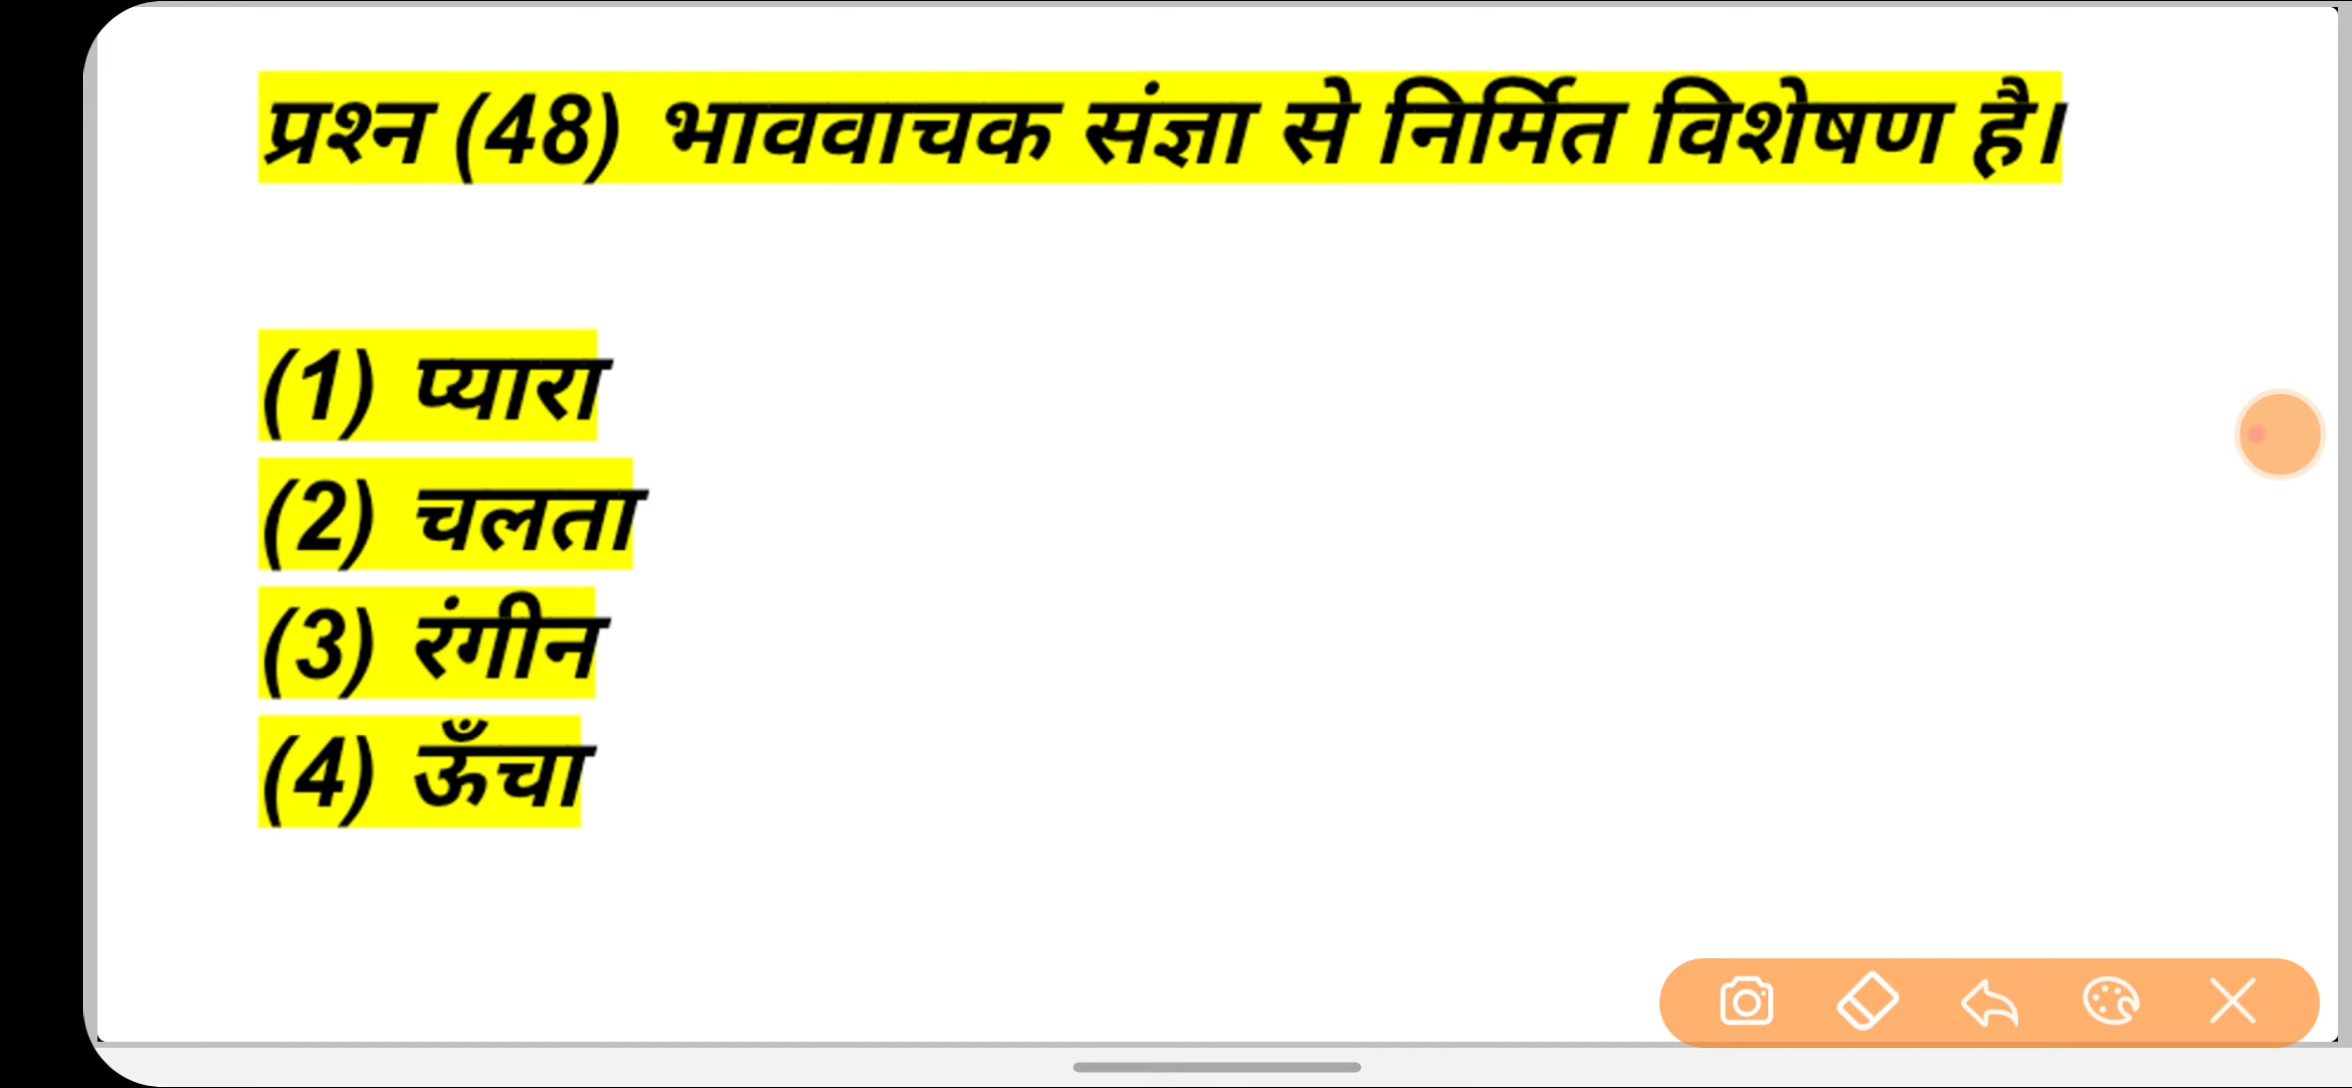 प्रश्न (48) भाववाचक संज्ञा से निर्मित विशेषण है।
(1) प्यारा
(2) चलता
(3) रंगीन
(4) ऊँचा